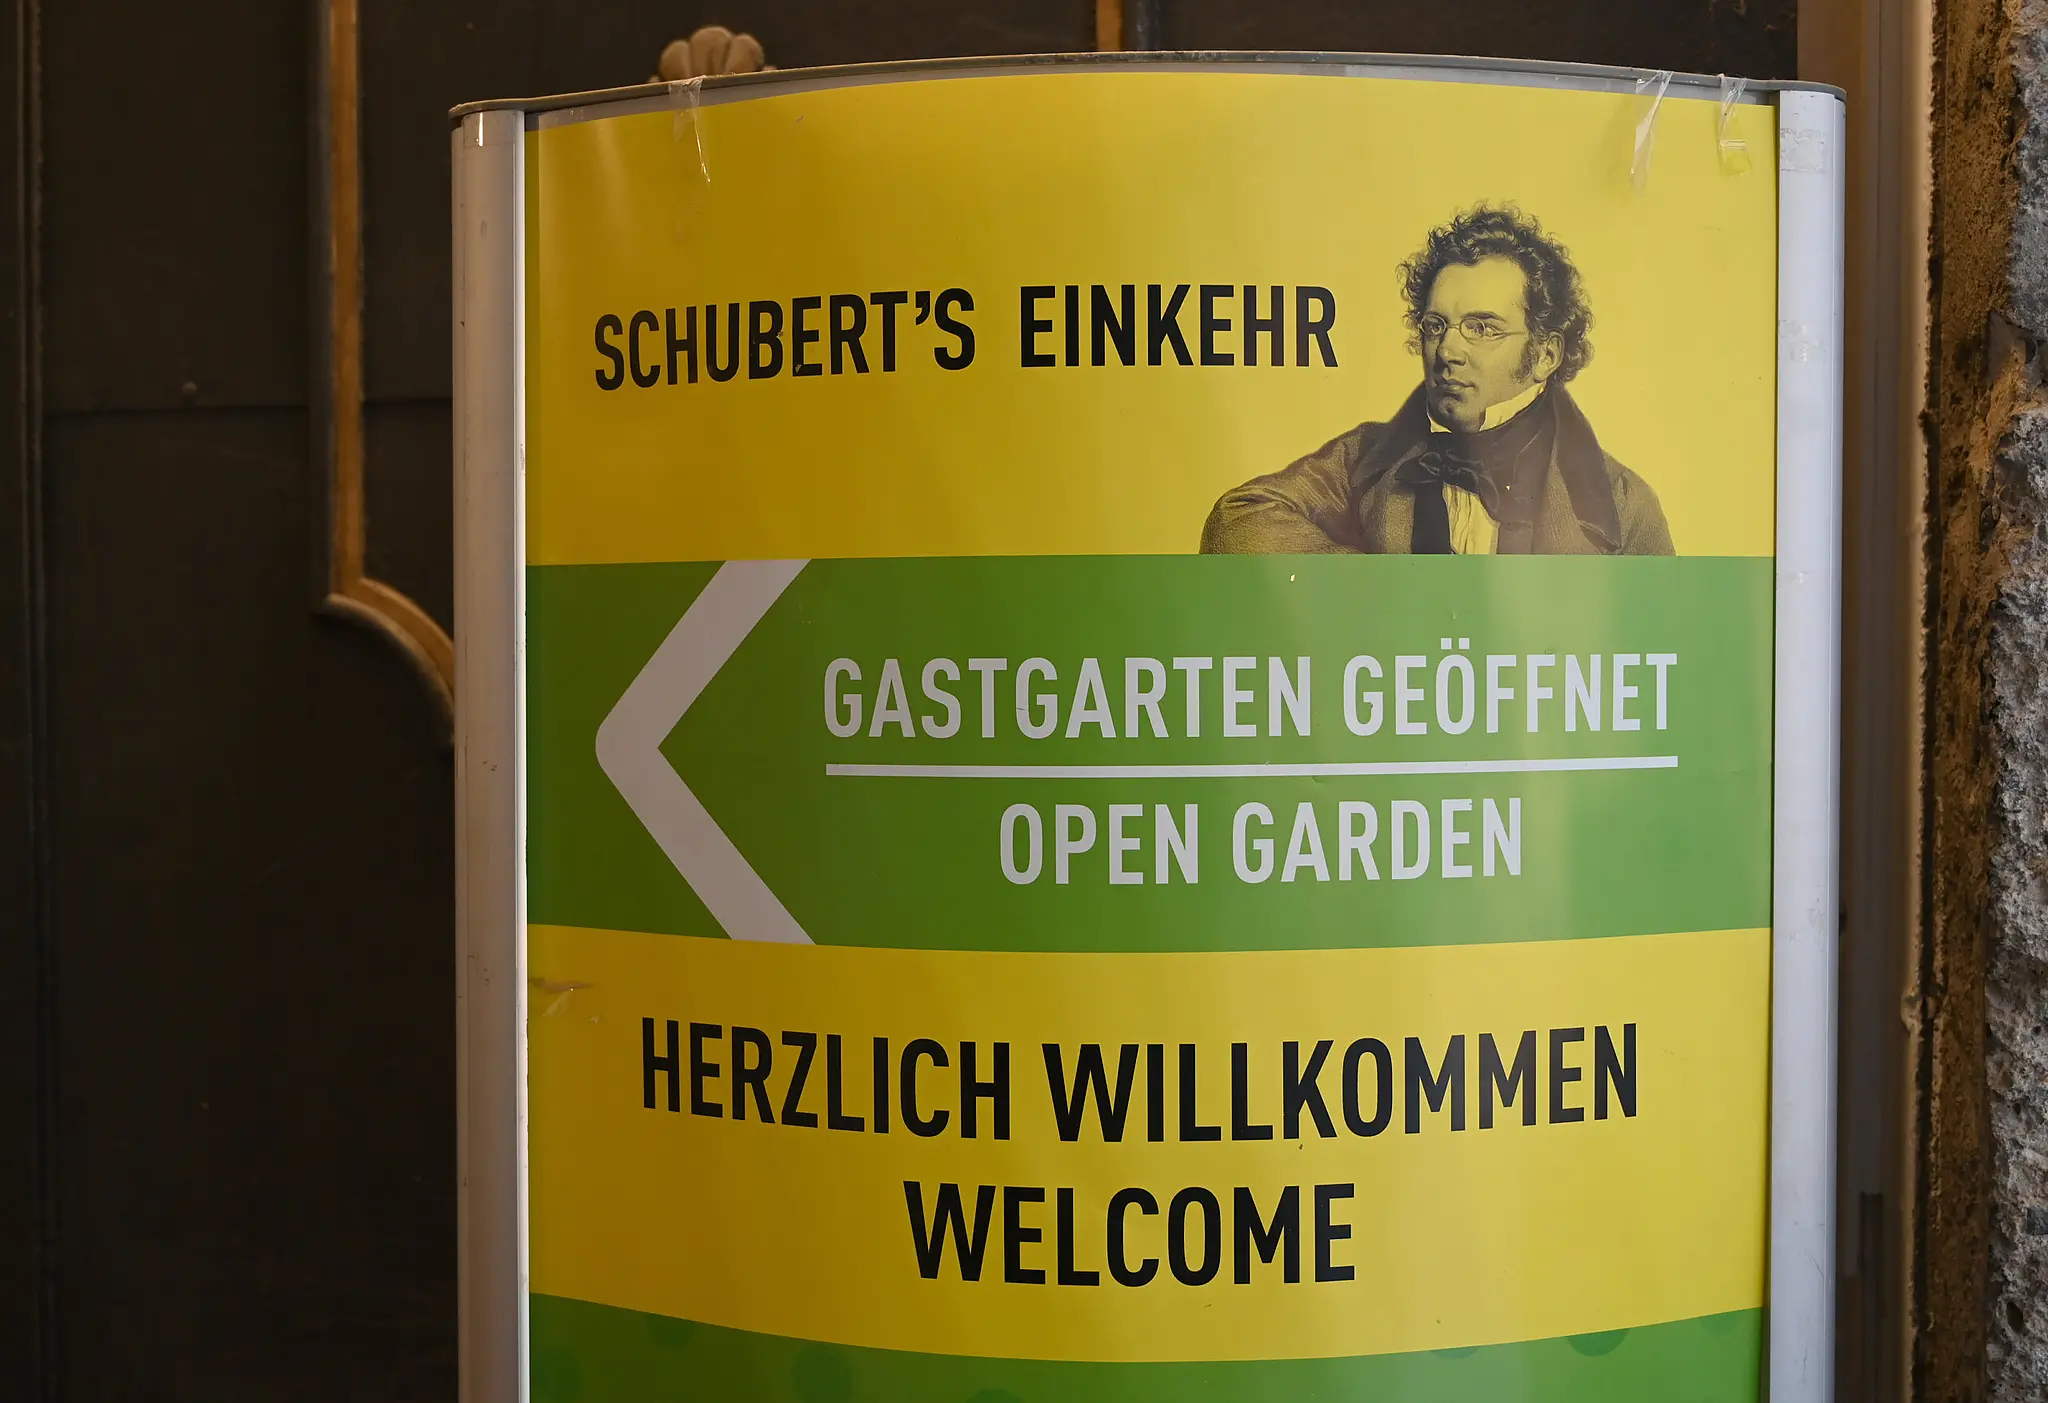 SCHUBERT'S EINKEHR
GASTGARTEN GEÖFFNET
OPEN GARDEN
HERZLICH WILLKOMMEN
WELCOME